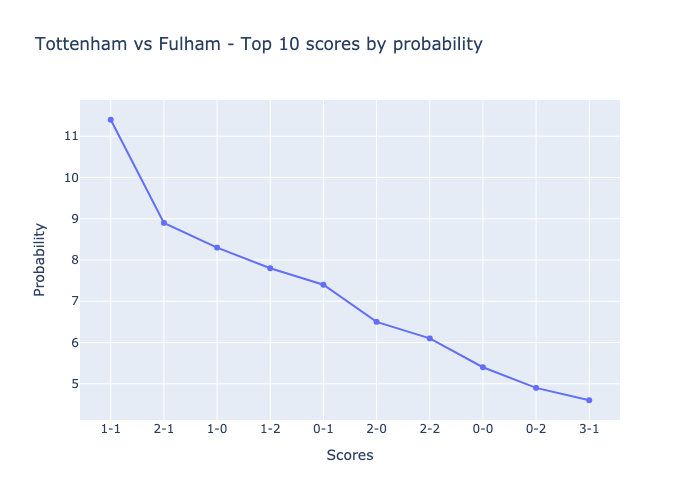 Tottenham vs Fulham - Top 10 scores by probability
Probability
11
10
9
8
7
6
5
1-1 2-1 1-0 1-2 0-1 2-0 2-2 0-0 0-2 3-1
Scores